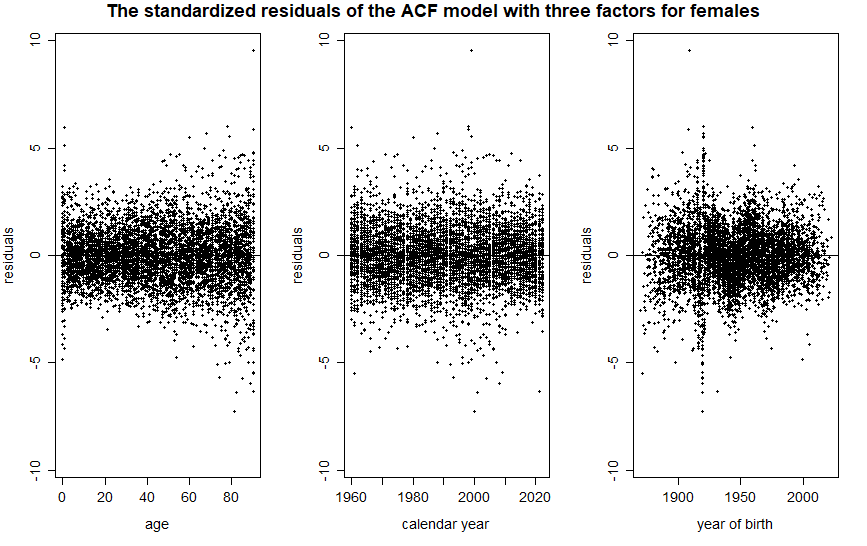 The standardized residuals of the ACF model with three factors for females
residuals
10
5
0
-5
-10
0 20 40 60 80
age
residuals
10
5
0
-5
-10
1960 1980 2000 2020
calendar year
residuals
10
5
0
-5
-10
1900 1950 2000
year of birth